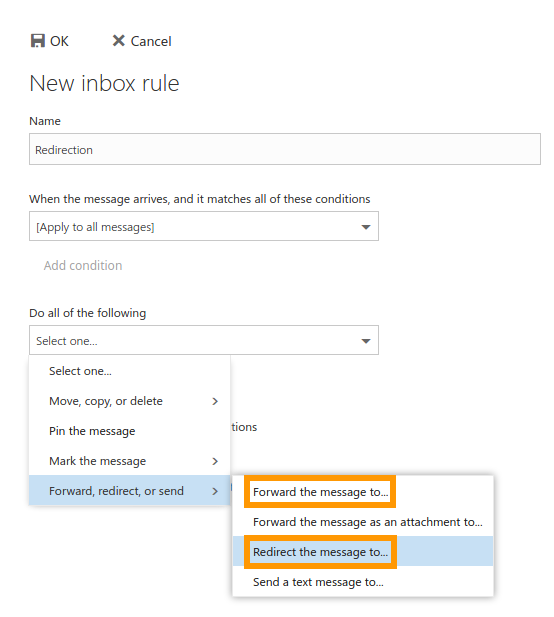 OK Cancel
New inbox rule
Name
Redirection
When the message arrives, and it matches all of these conditions
[Apply to all messages]
Add condition
Do all of the following
Select one...
Select one...
Move, copy, or delete
Pin the message
tions
Mark the message
Forward, redirect, or send
Forward the message to...
Forward the message as an attachment to...
Redirect the message to...
Send a text message to...